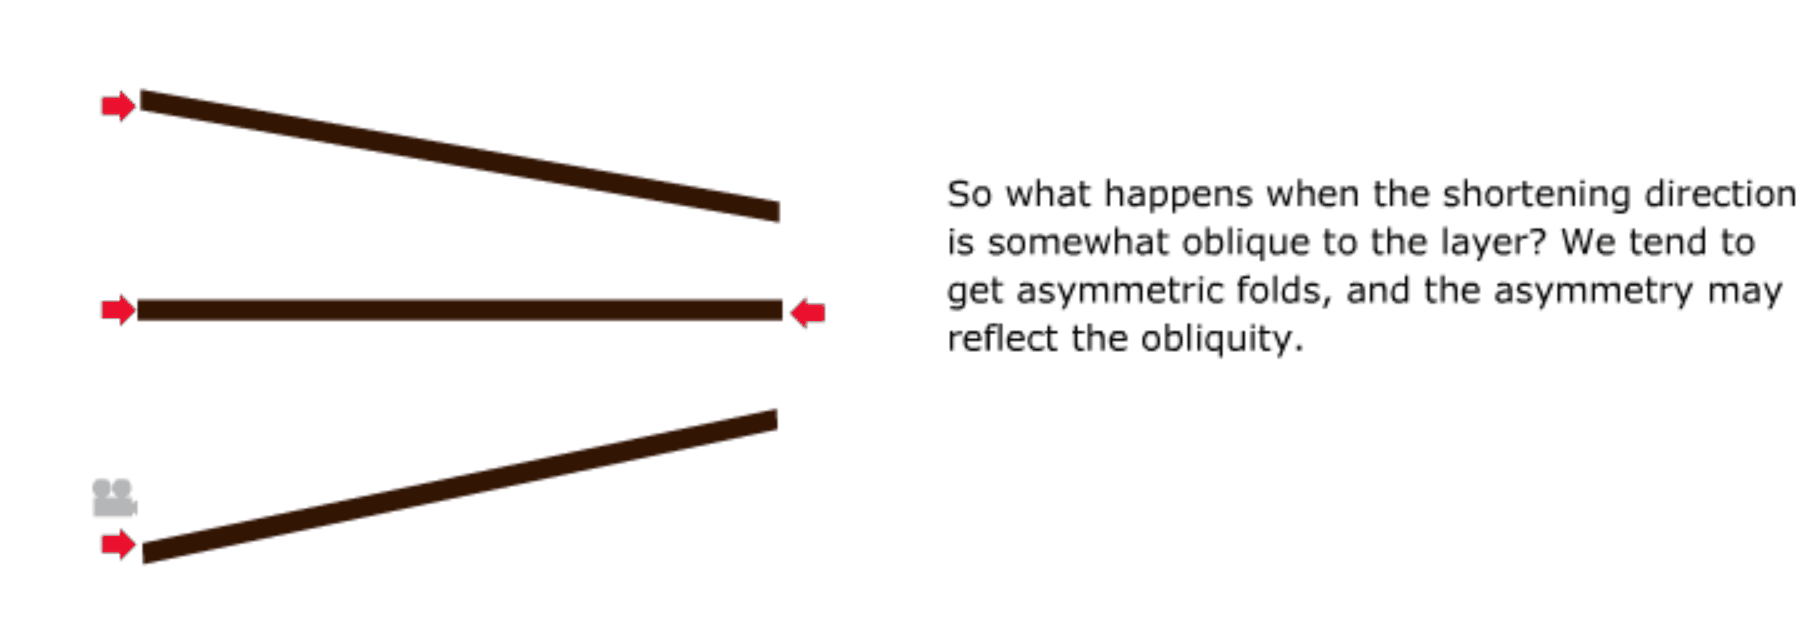 So what happens when the shortening direction
is somewhat oblique to the layer? We tend to
get asymmetric folds, and the asymmetry may
reflect the obliquity.